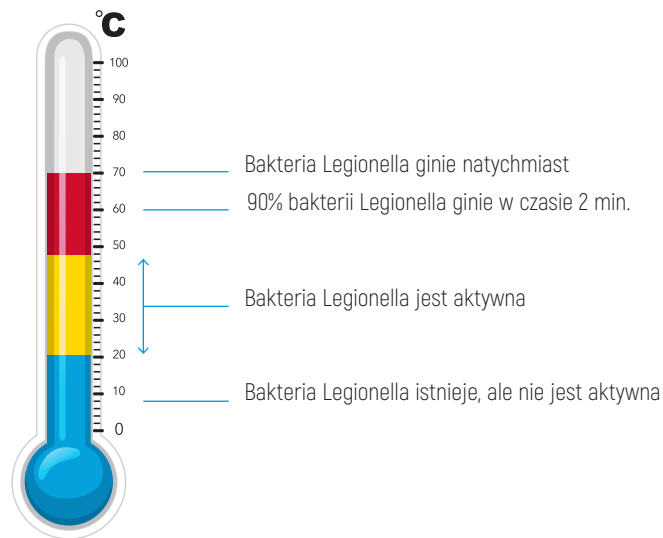 °C
100
90
80
70
Bakteria Legionella ginie natychmiast
60
90% bakterii Legionella ginie w czasie 2 min.
50
40
Bakteria Legionella jest aktywna
30
20
10
Bakteria Legionella istnieje, ale nie jest aktywna
0